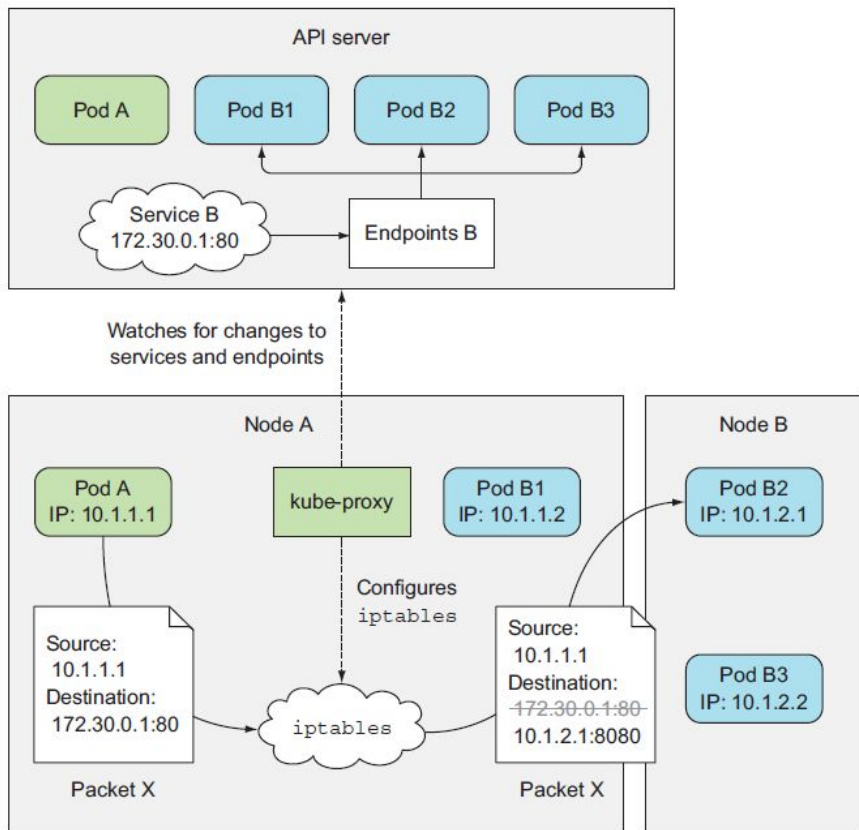 API server
Pod A
Pod B1
Pod B2
Pod B3
Service B
172.30.0.1:80
Endpoints B
Watches for changes to
services and endpoints
Node A
Node B
Pod A
IP: 10.1.1.1
kube-proxy
Pod B1
IP: 10.1.1.2
Pod B2
IP: 10.1.2.1
Configures
iptables
Source:
10.1.1.1
Destination:
172.30.0.1:80
Packet X
iptables
Source:
10.1.1.1
Destination:
172.30.0.1:80
10.1.2.1:8080
Packet X
Pod B3
IP: 10.1.2.2